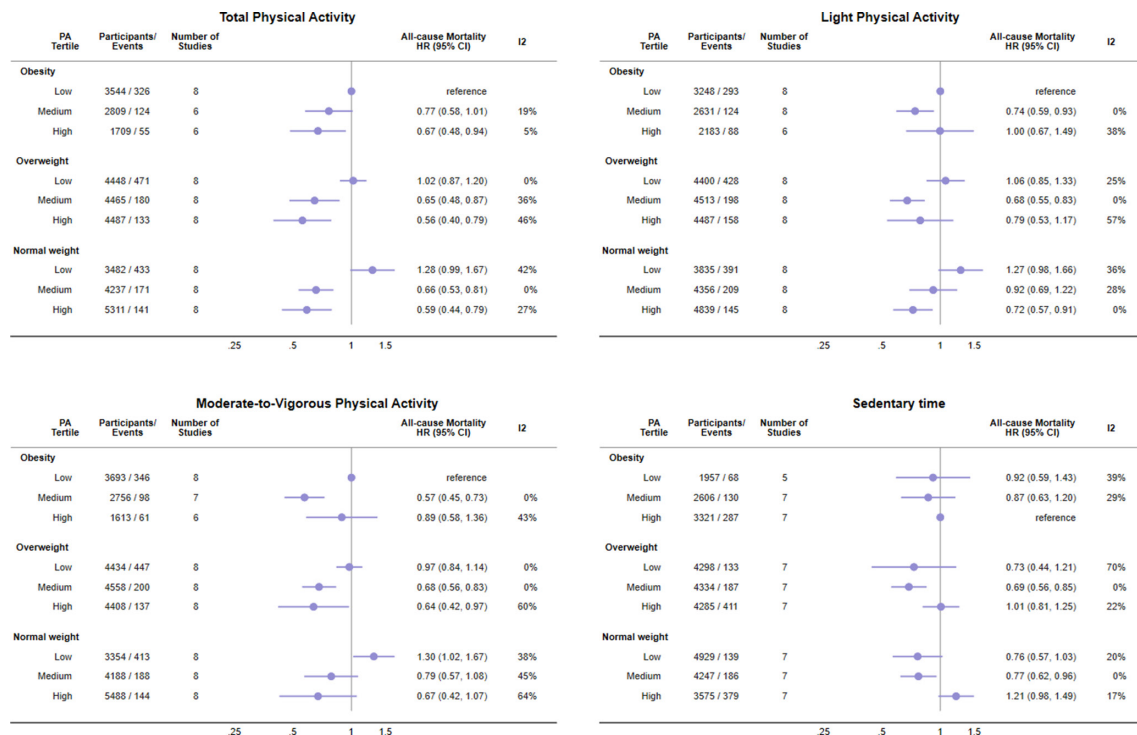 Total Physical Activity
PA Tertile Participants/ Events Number of Studies All-cause Mortality HR (95% CI) I2
Obesity
Low 3544 / 326 8 reference
Medium 2809 / 124 6 0.77 (0.58, 1.01) 19%
High 1709 / 55 6 0.67 (0.48, 0.94) 5%
Overweight
Low 4448 / 471 8 1.02 (0.87, 1.20) 0%
Medium 4465 / 180 8 0.65 (0.48, 0.87) 36%
High 4487 / 133 8 0.56 (0.40, 0.79) 46%
Normal weight
Low 3482 / 433 8 1.28 (0.99, 1.67) 42%
Medium 4237 / 171 8 0.66 (0.53, 0.81) 0%
High 5311 / 141 8 0.59 (0.44, 0.79) 27%
.25 .5 1 1.5
Light Physical Activity
PA Tertile Participants/ Events Number of Studies All-cause Mortality HR (95% CI) I2
Obesity
Low 3248 / 293 8 reference
Medium 2631 / 124 8 0.74 (0.59, 0.93) 0%
High 2183 / 88 6 1.00 (0.67, 1.49) 38%
Overweight
Low 4400 / 428 8 1.06 (0.85, 1.33) 25%
Medium 4513 / 198 8 0.68 (0.55, 0.83) 0%
High 4487 / 158 8 0.79 (0.53, 1.17) 57%
Normal weight
Low 3835 / 391 8 1.27 (0.98, 1.66) 36%
Medium 4356 / 209 8 0.92 (0.69, 1.22) 28%
High 4839 / 145 8 0.72 (0.57, 0.91) 0%
.25 .5 1 1.5
Moderate-to-Vigorous Physical Activity
PA Tertile Participants/ Events Number of Studies All-cause Mortality HR (95% CI) I2
Obesity
Low 3693 / 346 8 reference
Medium 2756 / 98 7 0.57 (0.45, 0.73) 0%
High 1613 / 61 6 0.89 (0.58, 1.36) 43%
Overweight
Low 4434 / 447 8 0.97 (0.84, 1.14) 0%
Medium 4558 / 200 8 0.68 (0.56, 0.83) 0%
High 4408 / 137 8 0.64 (0.42, 0.97) 60%
Normal weight
Low 3354 / 413 8 1.30 (1.02, 1.67) 38%
Medium 4188 / 188 8 0.79 (0.57, 1.08) 45%
High 5488 / 144 8 0.67 (0.42, 1.07) 64%
.25 .5 1 1.5
Sedentary time
PA Tertile Participants/ Events Number of Studies All-cause Mortality HR (95% CI) I2
Obesity
Low 1957 / 68 5 0.92 (0.59, 1.43) 39%
Medium 2606 / 130 7 0.87 (0.63, 1.20) 29%
High 3321 / 287 7 reference
Overweight
Low 4298 / 133 7 0.73 (0.44, 1.21) 70%
Medium 4334 / 187 7 0.69 (0.56, 0.85) 0%
High 4285 / 411 7 1.01 (0.81, 1.25) 22%
Normal weight
Low 4929 / 139 7 0.76 (0.57, 1.03) 20%
Medium 4247 / 186 7 0.77 (0.62, 0.96) 0%
High 3575 / 379 7 1.21 (0.98, 1.49) 17%
.25 .5 1 1.5